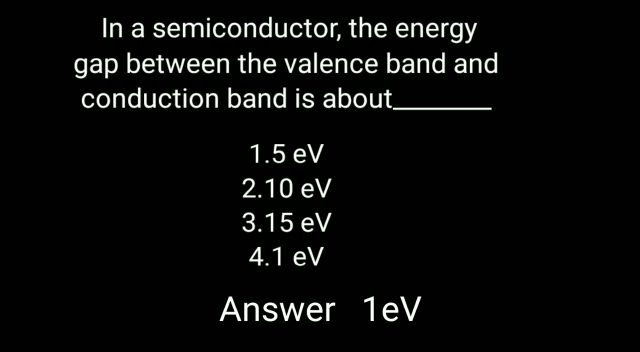 In a semiconductor, the energy
gap between the valence band and
conduction band is about_______
1.5 eV
2.10 eV
3.15 eV
4.1 eV
Answer 1eV